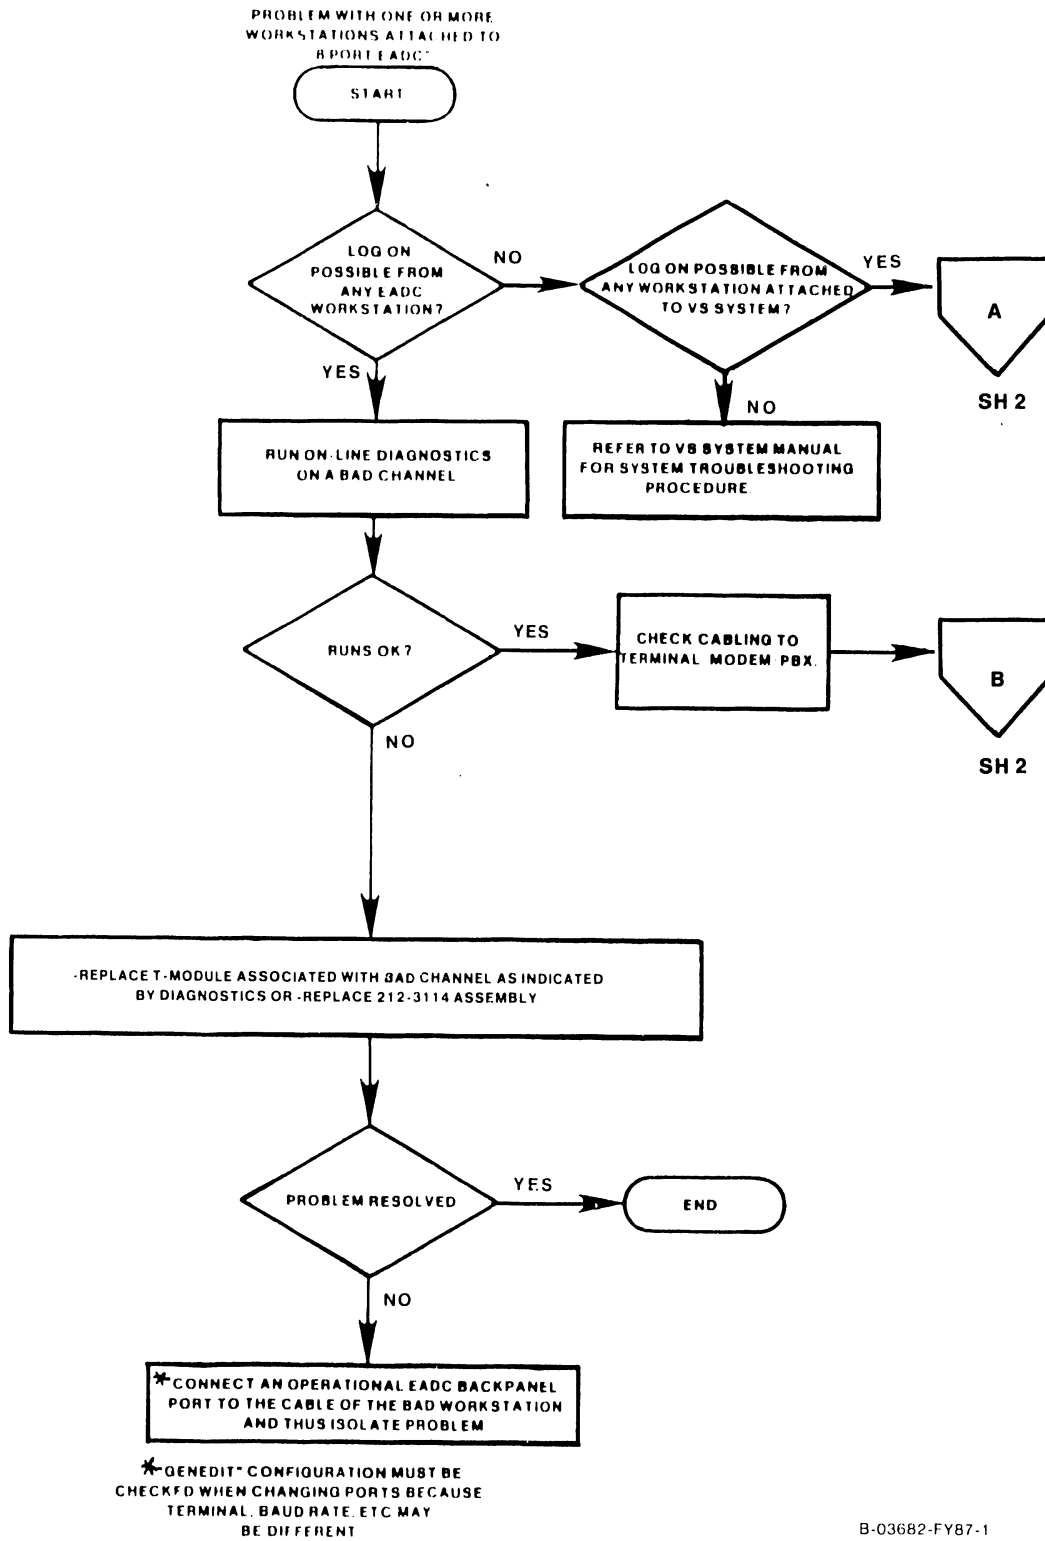 PROBLEM WITH ONE OR MORE
WORKSTATIONS ATTACHED TO
8 PORT EADC"
START
LOG ON
POSSIBLE FROM
ANY EADC
WORKSTATION?
NO
LOG ON POSSIBLE FROM
ANY WORKSTATION ATTACHED
TO VS SYSTEM?
YES
A
SH 2
YES
NO
RUN ON-LINE DIAGNOSTICS
ON A BAD CHANNEL
REFER TO VS SYSTEM MANUAL
FOR SYSTEM TROUBLESHOOTING
PROCEDURE.
RUNS OK?
YES
CHECK CABLING TO
TERMINAL MODEM PBX.
B
SH 2
NO
-REPLACE T-MODULE ASSOCIATED WITH BAD CHANNEL AS INDICATED
BY DIAGNOSTICS OR -REPLACE 212-3114 ASSEMBLY
PROBLEM RESOLVED
YES
END
NO
*CONNECT AN OPERATIONAL EADC BACKPANEL
PORT TO THE CABLE OF THE BAD WORKSTATION
AND THUS ISOLATE PROBLEM
*GENEDIT" CONFIGURATION MUST BE
CHECKED WHEN CHANGING PORTS BECAUSE
TERMINAL, BAUD RATE, ETC MAY
BE DIFFERENT
B-03682-FY87-1